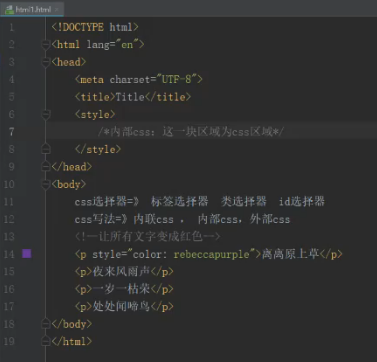 html1.html
1 <!DOCTYPE html>
2 <html lang="en">
3 <head>
4 <meta charset="UTF-8">
5 <title>Title</title>
6 <style>
7 /*内部css：这一块区域为css区域*/
8 </style>
9 </head>
10 <body>
11 css选择器=》 标签选择器 类选择器 id选择器
12 css写法=》内联css ， 内部css，外部css
13 <!--让所有文字变成红色-->
14 <p style="color: rebeccapurple">离离原上草</p>
15 <p>夜来风雨声</p>
16 <p>一岁一枯荣</p>
17 <p>处处闻啼鸟</p>
18 </body>
19 </html>